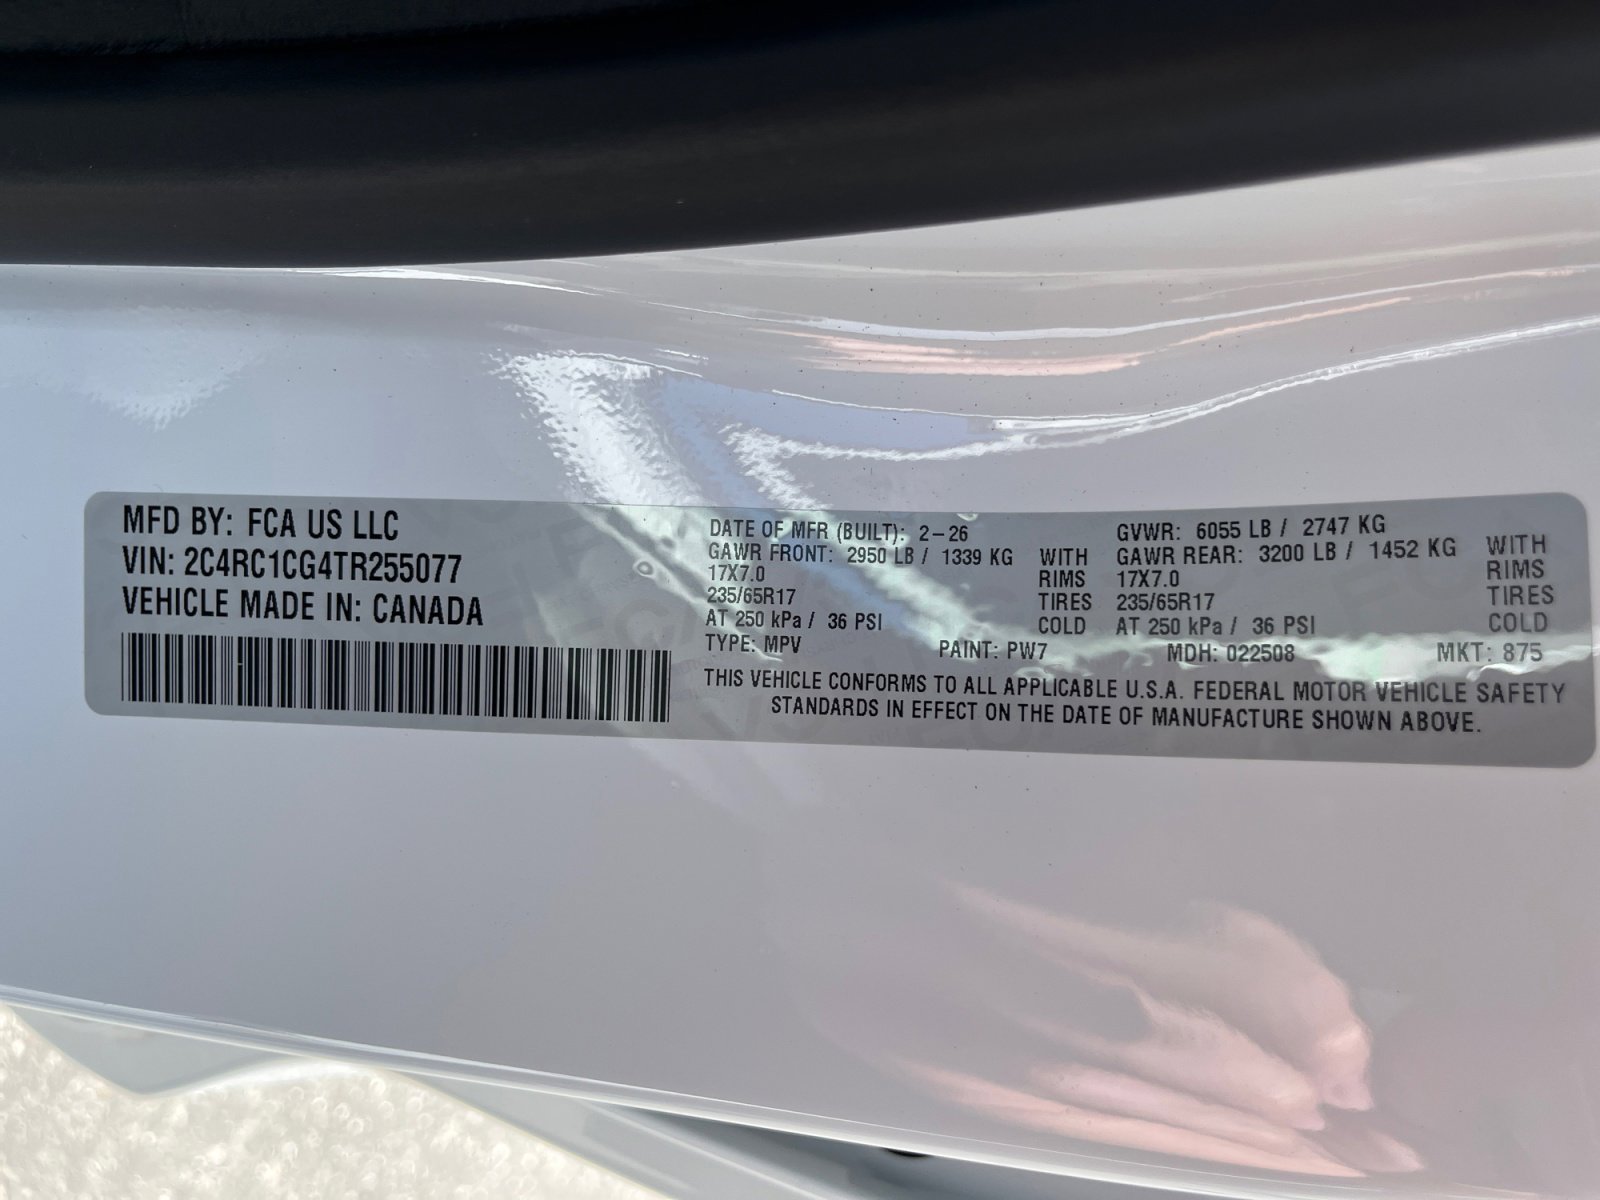 MFD BY: FCA US LLC
VIN: 2C4RC1CG4TR255077
VEHICLE MADE IN: CANADA
DATE OF MFR (BUILT): 2-26 GVWR: 6055 LB / 2747 KG
GAWR FRONT: 2950 LB / 1339 KG WITH GAWR REAR: 3200 LB / 1452 KG WITH
17X7.0 RIMS 17X7.0 RIMS
235/65R17 TIRES 235/65R17 TIRES
AT 250 kPa / 36 PSI COLD AT 250 kPa / 36 PSI COLD
TYPE: MPV PAINT: PW7 MDH: 022508 MKT: 875
THIS VEHICLE CONFORMS TO ALL APPLICABLE U.S.A. FEDERAL MOTOR VEHICLE SAFETY
STANDARDS IN EFFECT ON THE DATE OF MANUFACTURE SHOWN ABOVE.